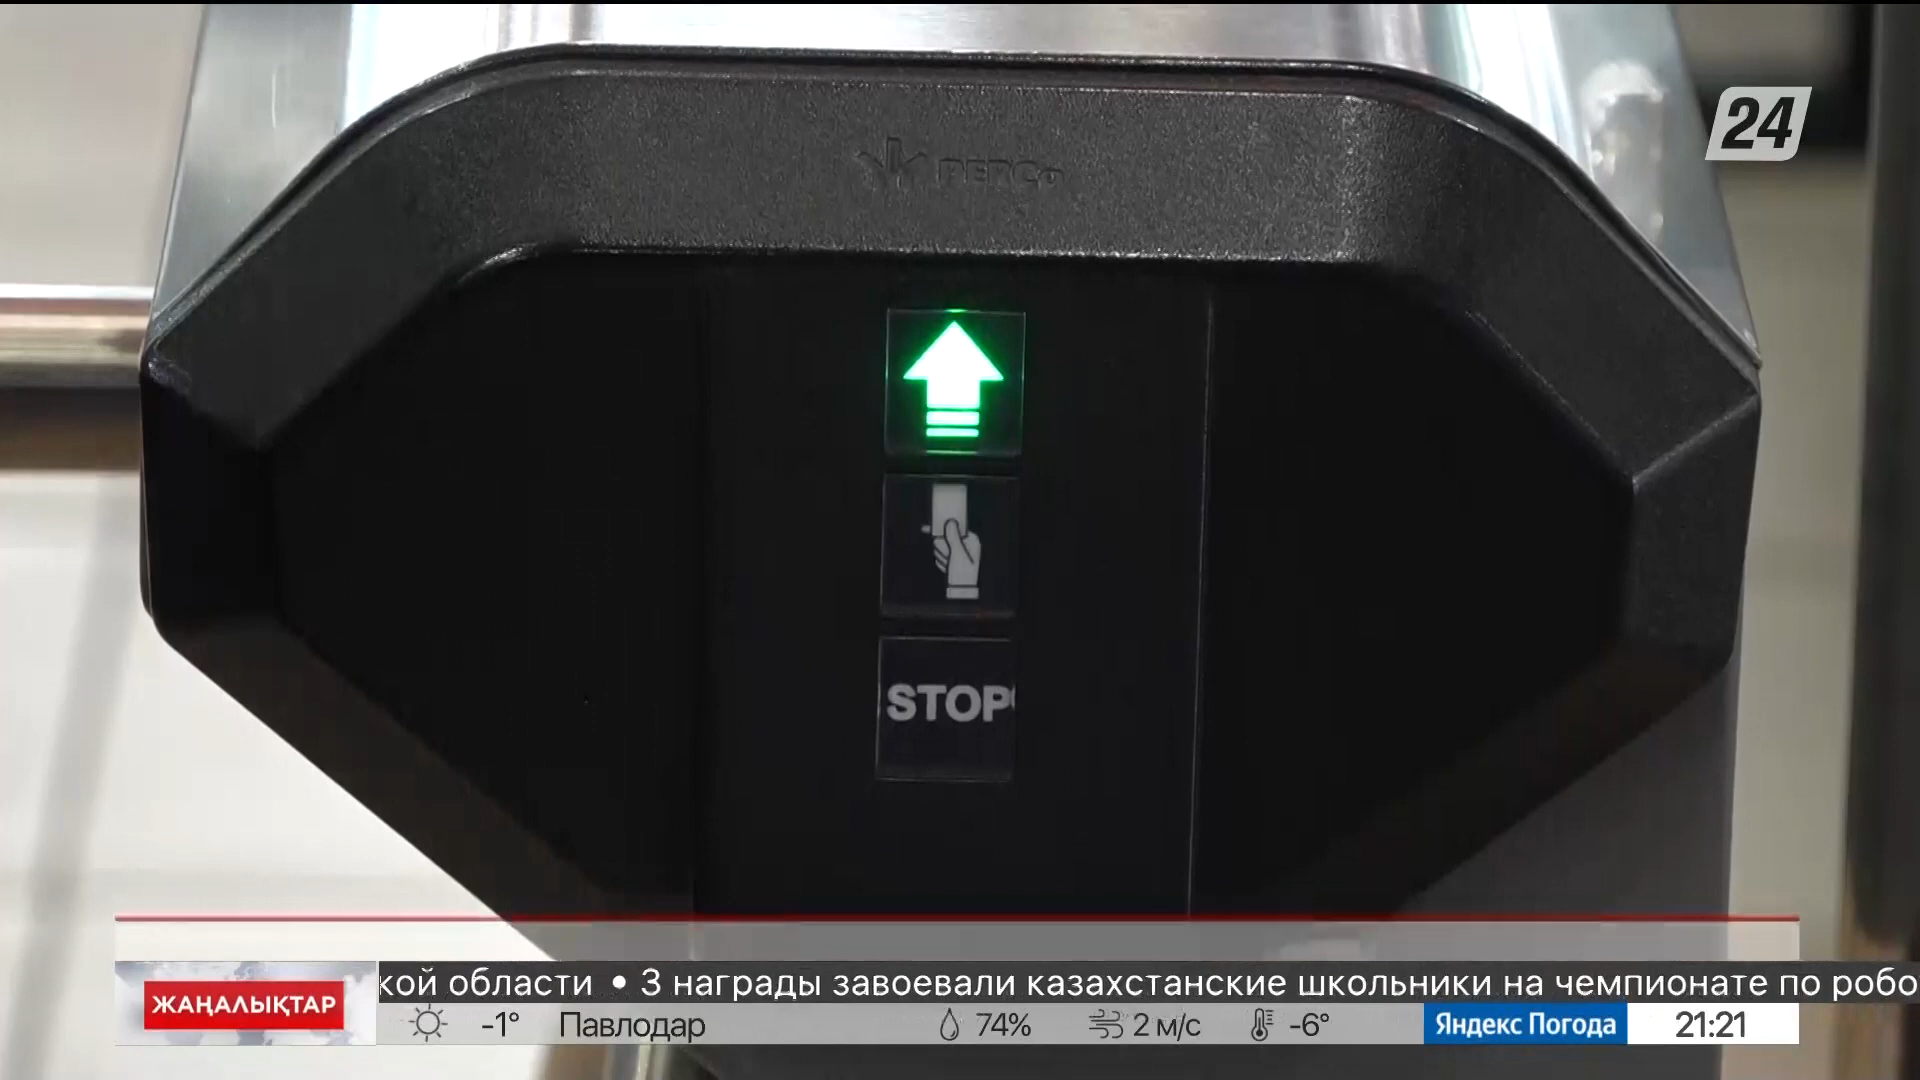 24
PERCo
STOP
ЖАҢАЛЫҚТАР
кой области • 3 награды завоевали казахстанские школьники на чемпионате по робо
-1° Павлодар 74% 2 м/с -6° Яндекс Погода 21:21